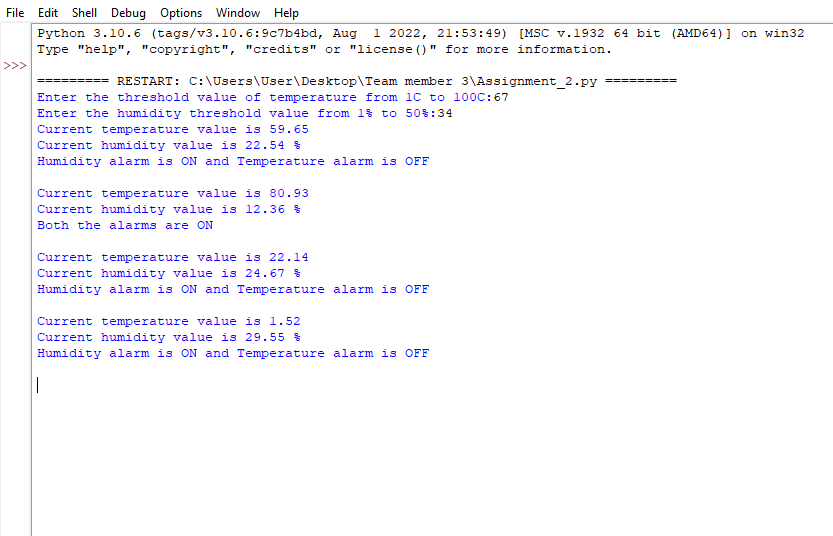 File Edit Shell Debug Options Window Help
Python 3.10.6 (tags/v3.10.6:9c7b4bd, Aug  1 2022, 21:53:49) [MSC v.1932 64 bit (AMD64)] on win32
Type "help", "copyright", "credits" or "license()" for more information.
>>>
========= RESTART: C:\Users\User\Desktop\Team member 3\Assignment_2.py =========
Enter the threshold value of temperature from 1C to 100C:67
Enter the humidity threshold value from 1% to 50%:34
Current temperature value is 59.65
Current humidity value is 22.54 %
Humidity alarm is ON and Temperature alarm is OFF
Current temperature value is 80.93
Current humidity value is 12.36 %
Both the alarms are ON
Current temperature value is 22.14
Current humidity value is 24.67 %
Humidity alarm is ON and Temperature alarm is OFF
Current temperature value is 1.52
Current humidity value is 29.55 %
Humidity alarm is ON and Temperature alarm is OFF